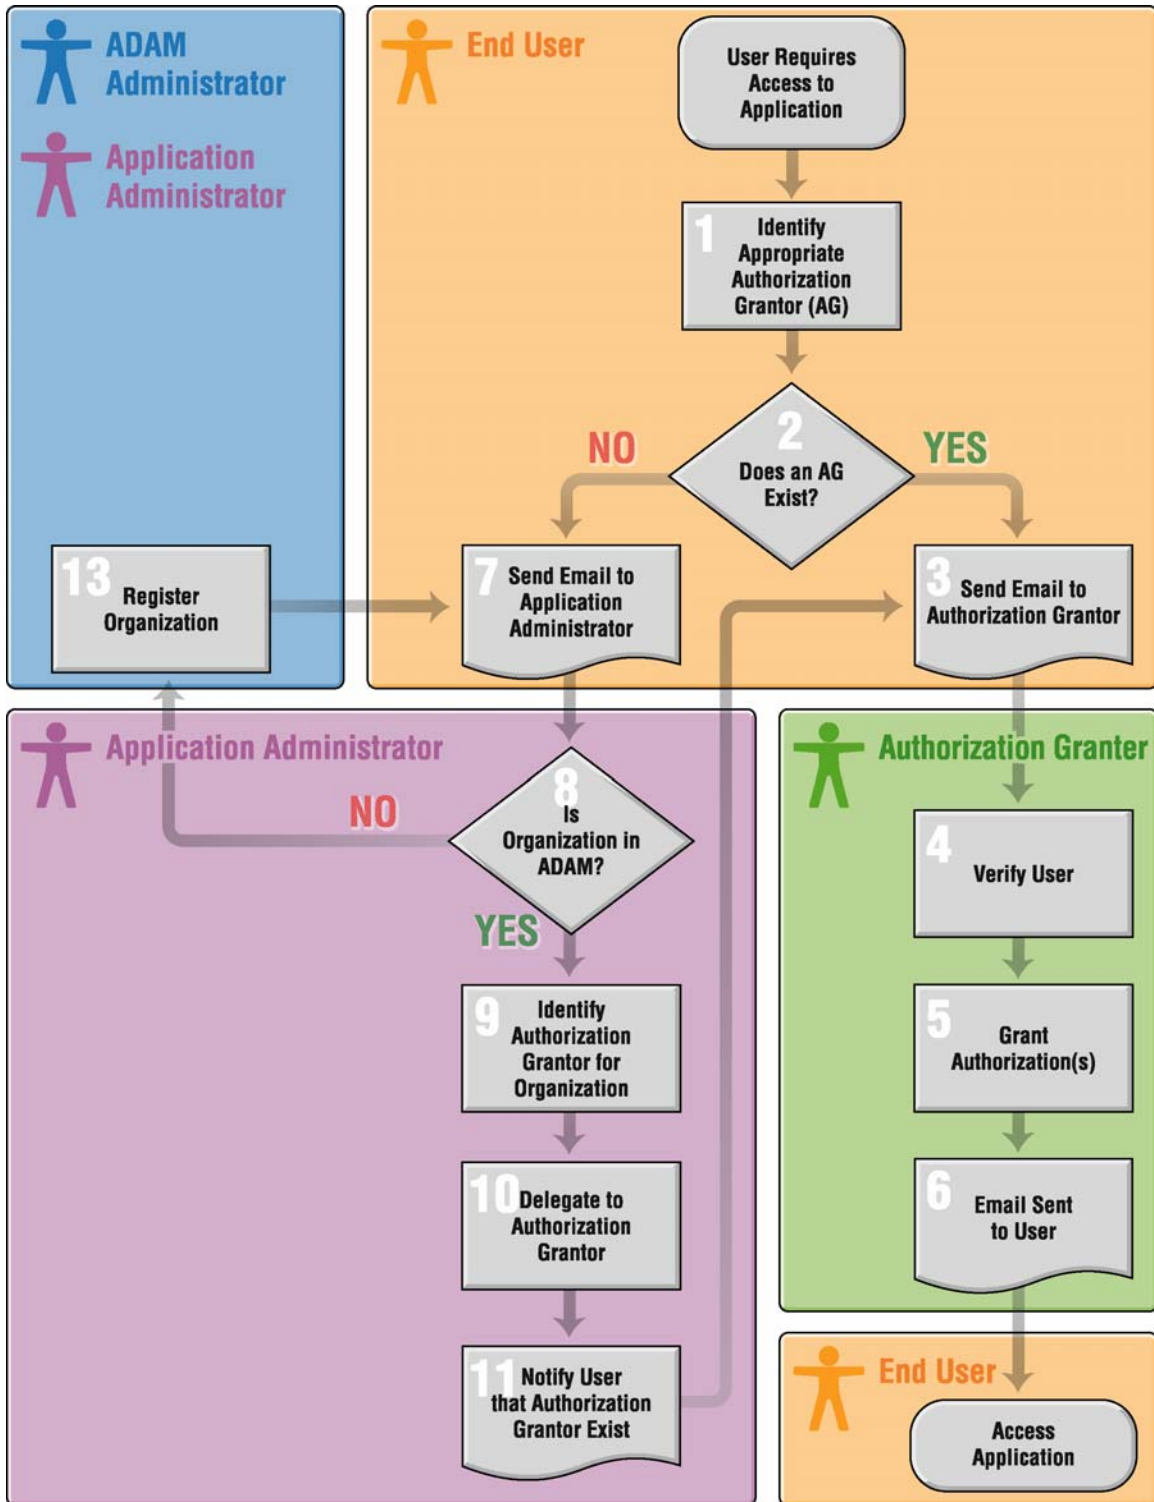 ADAM
Administrator
Application
Administrator
End User
User Requires
Access to
Application
1
Identify
Appropriate
Authorization
Grantor (AG)
2
Does an AG
Exist?
NO
YES
13
Register
Organization
7
Send Email to
Application
Administrator
3
Send Email to
Authorization Grantor
Application Administrator
8
Is
Organization in
ADAM?
NO
YES
9
Identify
Authorization
Grantor for
Organization
10
Delegate to
Authorization
Grantor
11
Notify User
that Authorization
Grantor Exist
Authorization Granter
4
Verify User
5
Grant
Authorization(s)
6
Email Sent
to User
End User
Access
Application